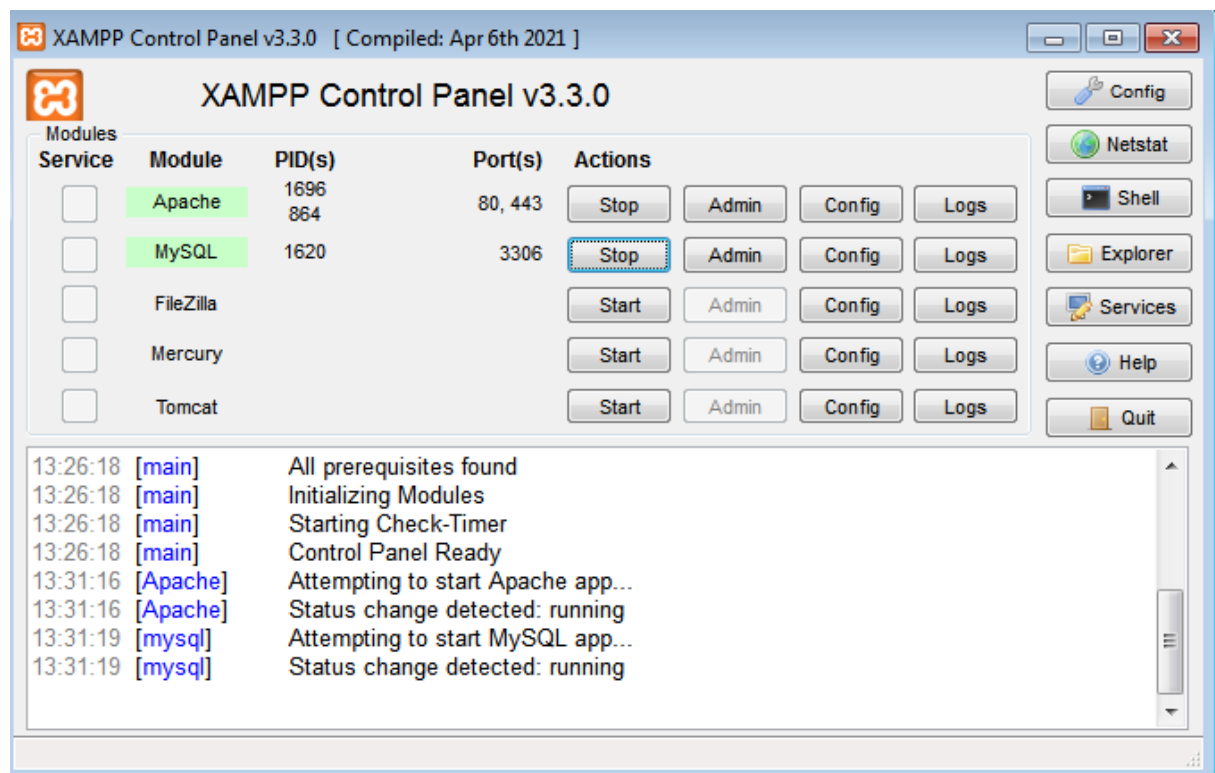 XAMPP Control Panel v3.3.0 [ Compiled: Apr 6th 2021 ]
XAMPP Control Panel v3.3.0
Config
Modules
Service Module PID(s) Port(s) Actions
Netstat
Apache 1696 864 80, 443 Stop Admin Config Logs
Shell
MySQL 1620 3306 Stop Admin Config Logs
Explorer
FileZilla Start Admin Config Logs
Services
Mercury Start Admin Config Logs
Help
Tomcat Start Admin Config Logs
Quit
13:26:18 [main] All prerequisites found
13:26:18 [main] Initializing Modules
13:26:18 [main] Starting Check-Timer
13:26:18 [main] Control Panel Ready
13:31:16 [Apache] Attempting to start Apache app...
13:31:16 [Apache] Status change detected: running
13:31:19 [mysql] Attempting to start MySQL app...
13:31:19 [mysql] Status change detected: running